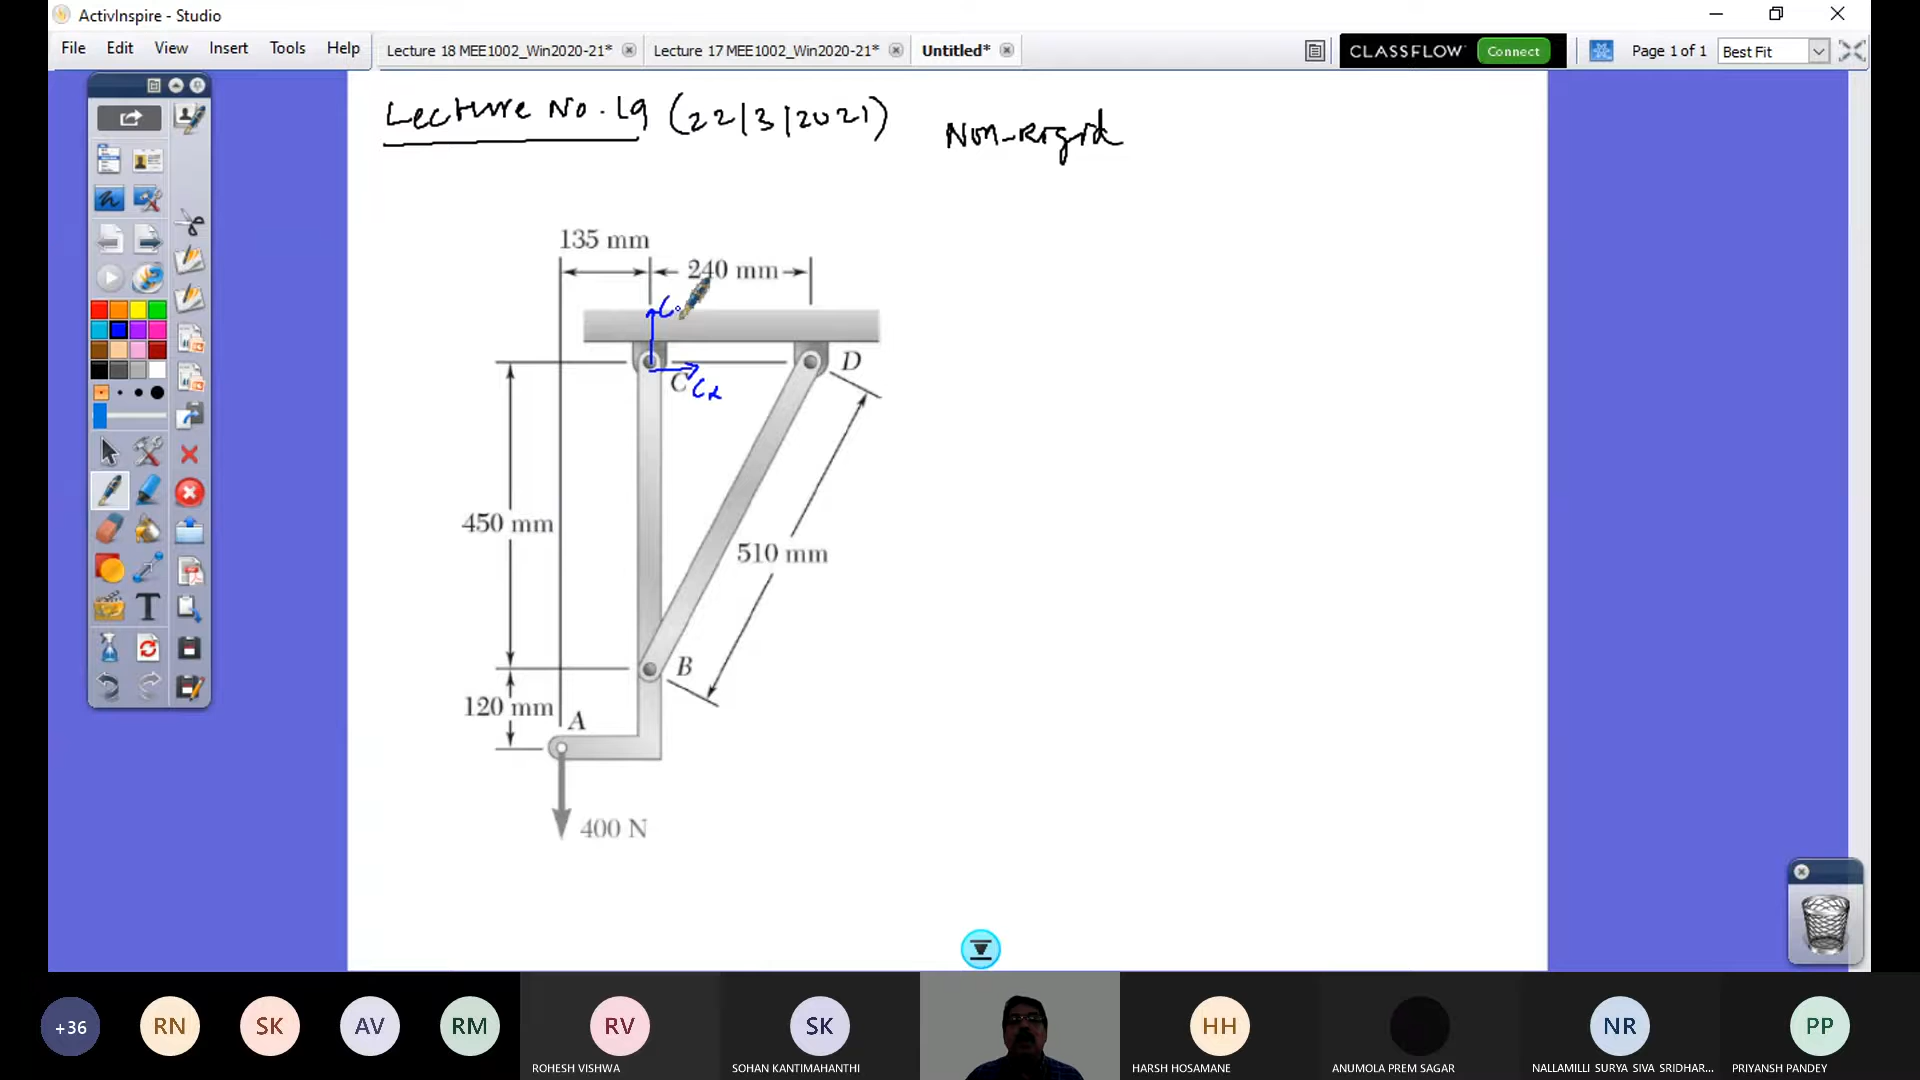 ActivInspire - Studio
File Edit View Insert Tools Help
Lecture 18 MEE1002_Win2020-21*
Lecture 17 MEE1002_Win2020-21*
Untitled*
CLASSFLOW Connect
Page 1 of 1
Best Fit
Lecture No. 19 (22/3/2021)
Non-Rigid
135 mm
240 mm
D
C
Cx
450 mm
510 mm
B
120 mm
A
400 N
T
+36
RN
SK
AV
RM
RV
ROHESH VISHWA
SK
SOHAN KANTIMAHANTHI
HH
HARSH HOSAMANE
ANUMOLA PREM SAGAR
NR
NALLAMILLI SURYA SIVA SRIDHAR...
PP
PRIYANSH PANDEY